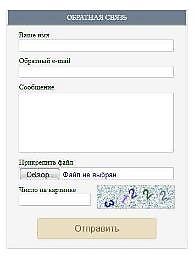 ОБРАТНАЯ СВЯЗЬ
Ваше имя
Обратный e-mail
Сообщение
Прикрепить файл
Обзор Файл не выбран
Число на картинке
Отправить